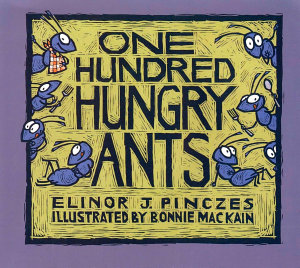 ONE
HUNDRED
HUNGRY
ANTS
ELINOR J. PINCZES
ILLUSTRATED BY BONNIE MACKAIN